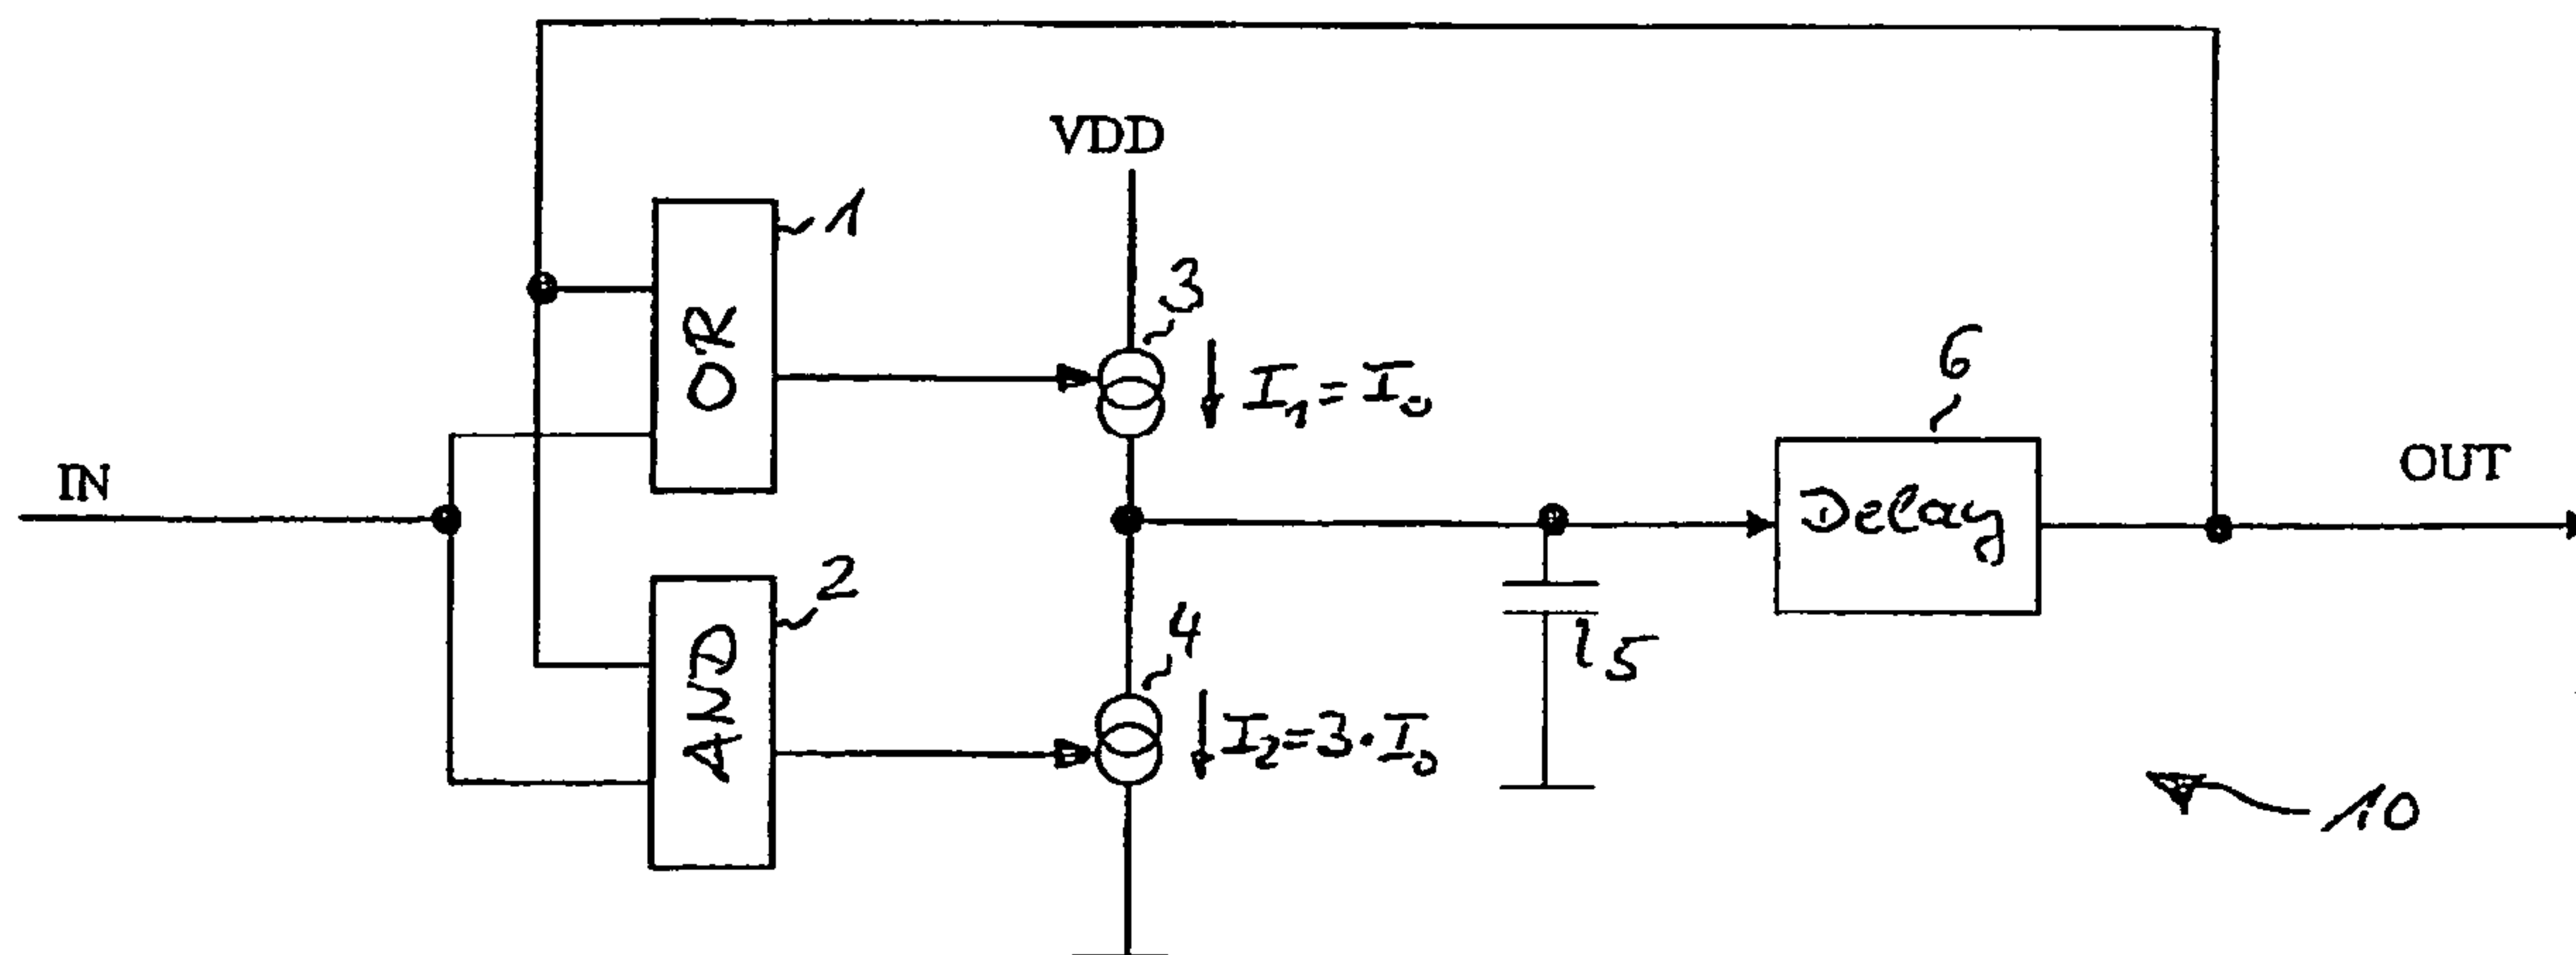 VDD
1
OR
3
I₁ = I₀
6
IN
Delay
OUT
2
AND
4
I₂=3·I₀
5
10